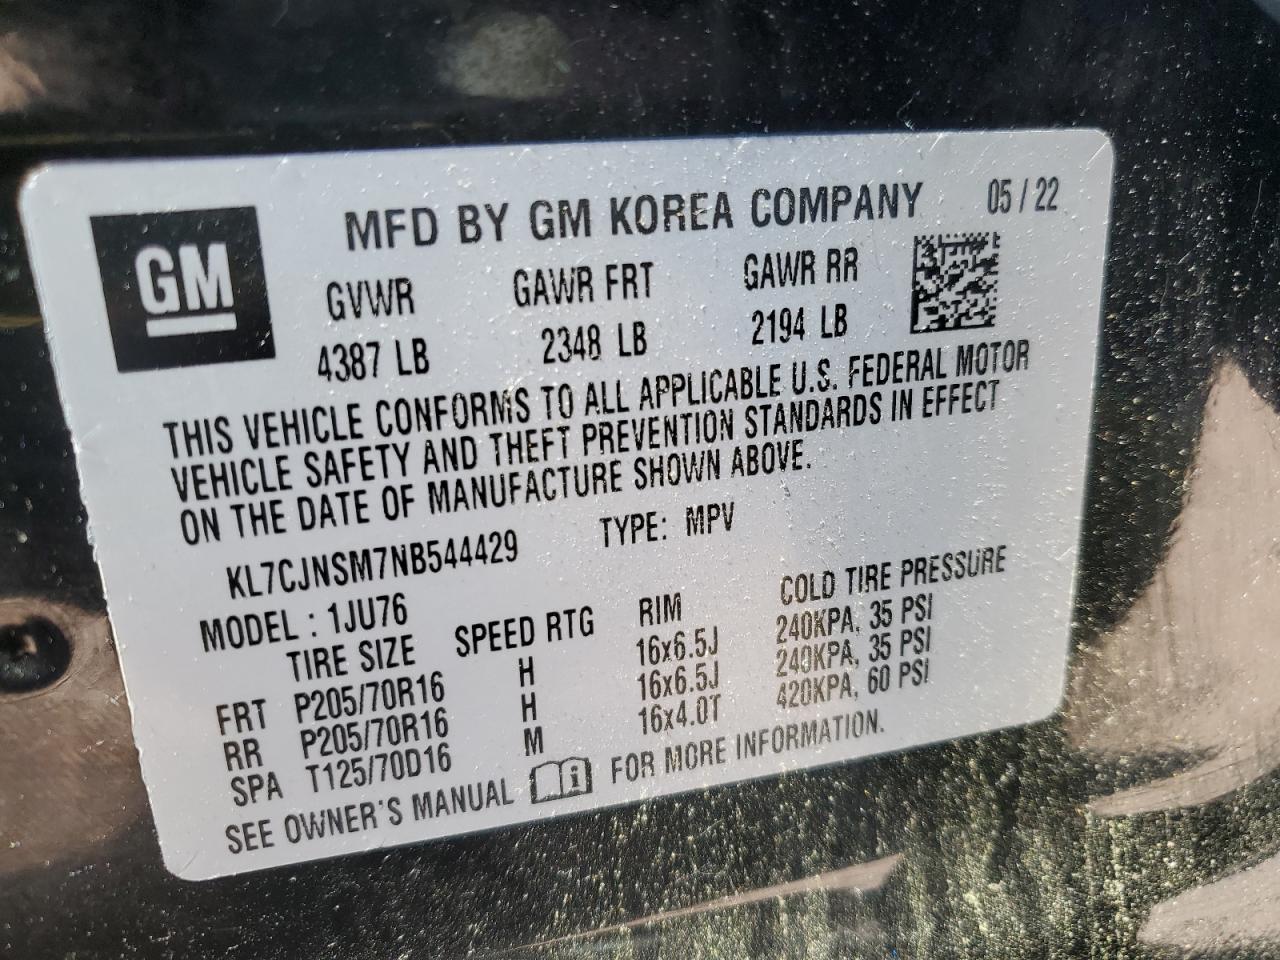 GM
MFD BY GM KOREA COMPANY 05/22
GVWR GAWR FRT GAWR RR
4387 LB 2348 LB 2194 LB
THIS VEHICLE CONFORMS TO ALL APPLICABLE U.S. FEDERAL MOTOR
VEHICLE SAFETY AND THEFT PREVENTION STANDARDS IN EFFECT
ON THE DATE OF MANUFACTURE SHOWN ABOVE.
KL7CJNSM7NB544429 TYPE: MPV
MODEL : 1JU76
TIRE SIZE SPEED RTG RIM COLD TIRE PRESSURE
FRT P205/70R16 H 16x6.5J 240KPA, 35 PSI
RR P205/70R16 H 16x6.5J 240KPA, 35 PSI
SPA T125/70D16 M 16x4.0T 420KPA, 60 PSI
SEE OWNER'S MANUAL i FOR MORE INFORMATION.